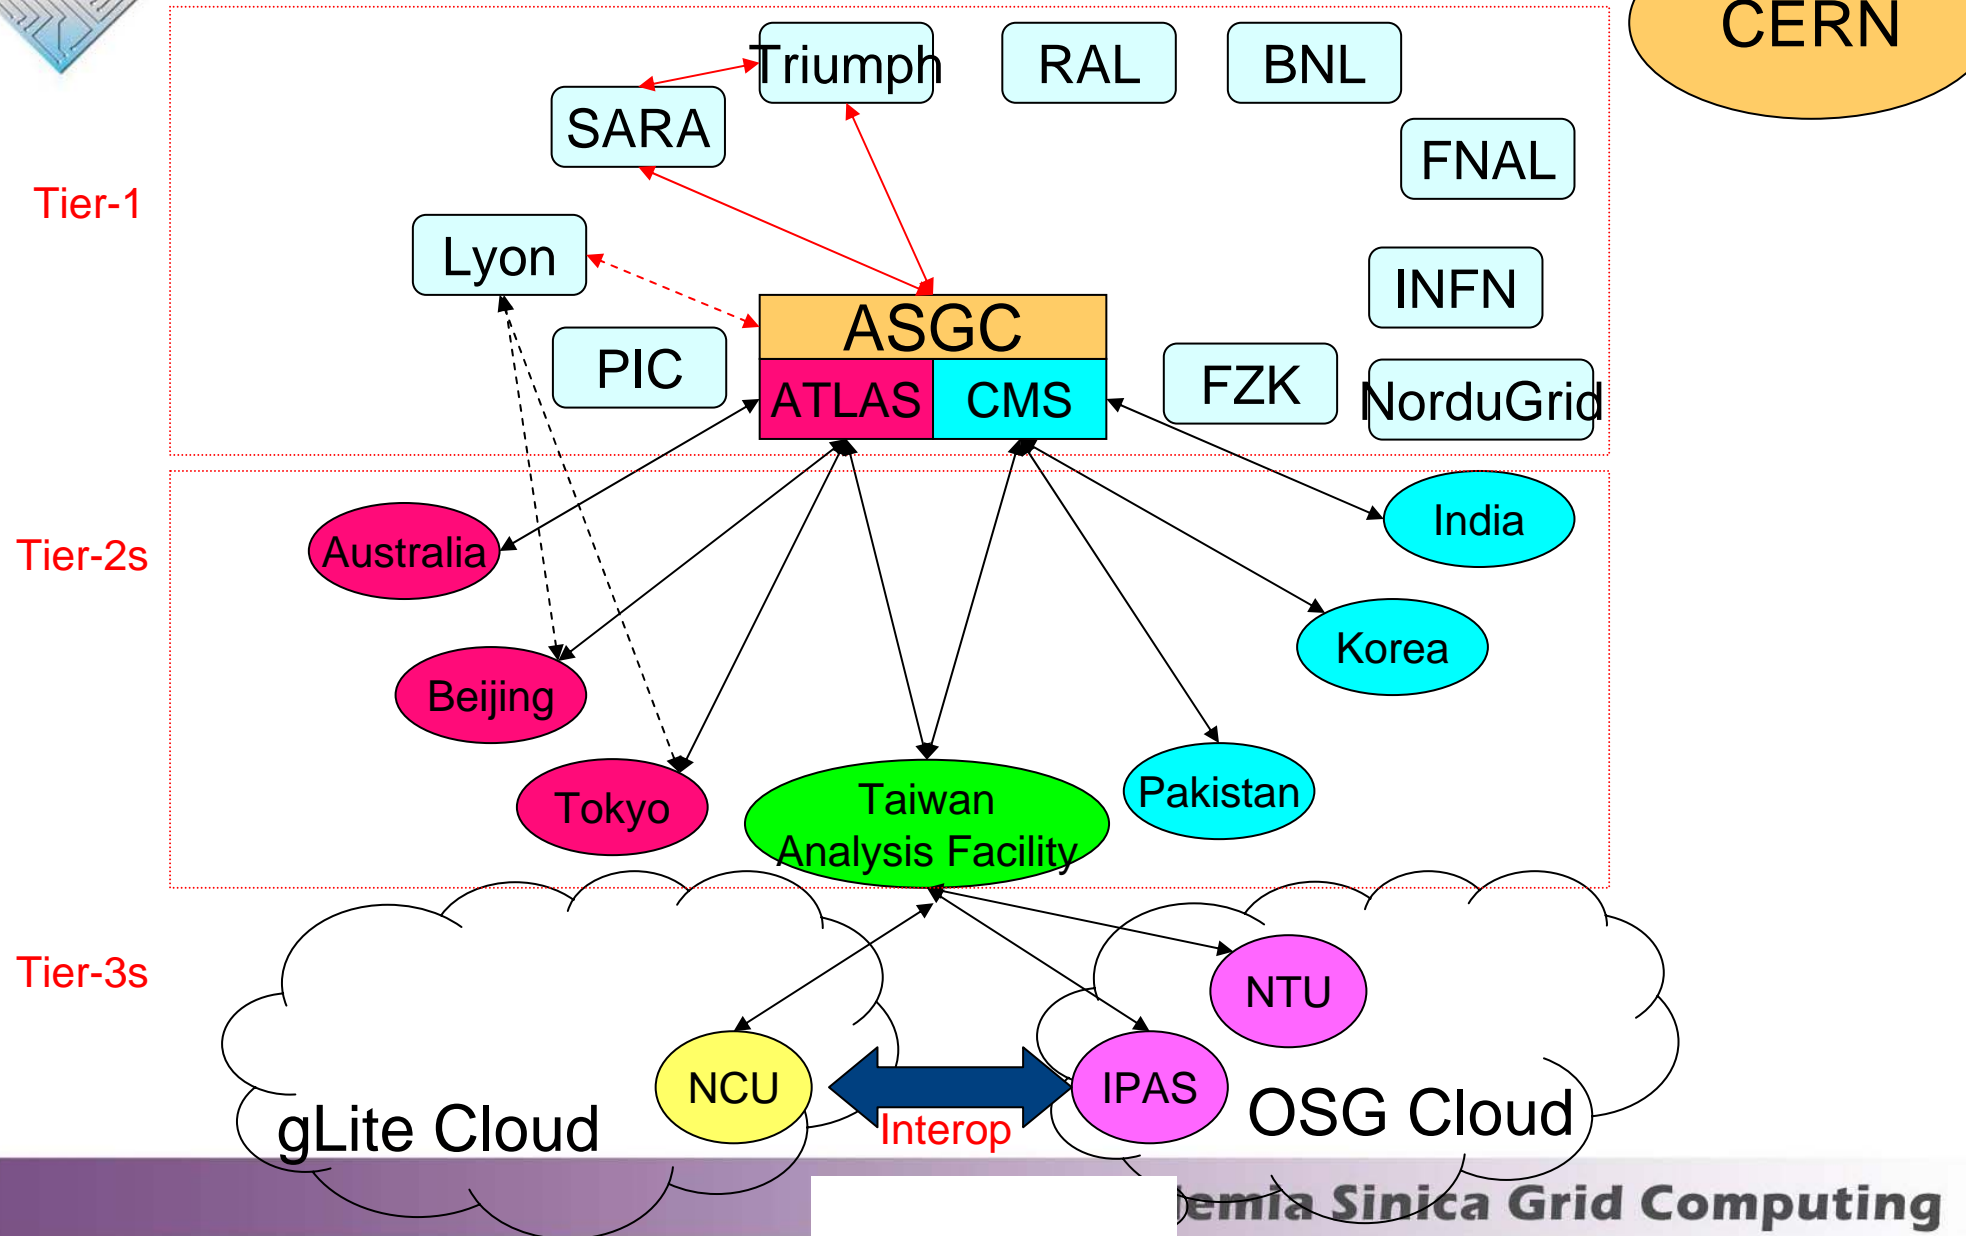 CERN
Triumph
RAL
BNL
SARA
FNAL
Tier-1
Lyon
INFN
ASGC
PIC
FZK
NorduGrid
ATLAS
CMS
India
Tier-2s
Australia
Korea
Beijing
Pakistan
Tokyo
Taiwan
Analysis Facility
Tier-3s
NTU
NCU
IPAS
gLite Cloud
Interop
OSG Cloud
emia Sinica Grid Computing